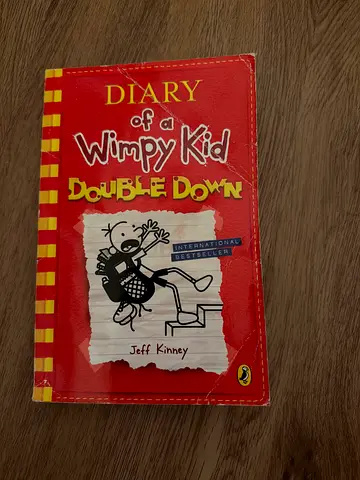 DIARY
of a
Wimpy Kid
DOUBLE DOWN
INTERNATIONAL
BESTSELLER
Jeff Kinney